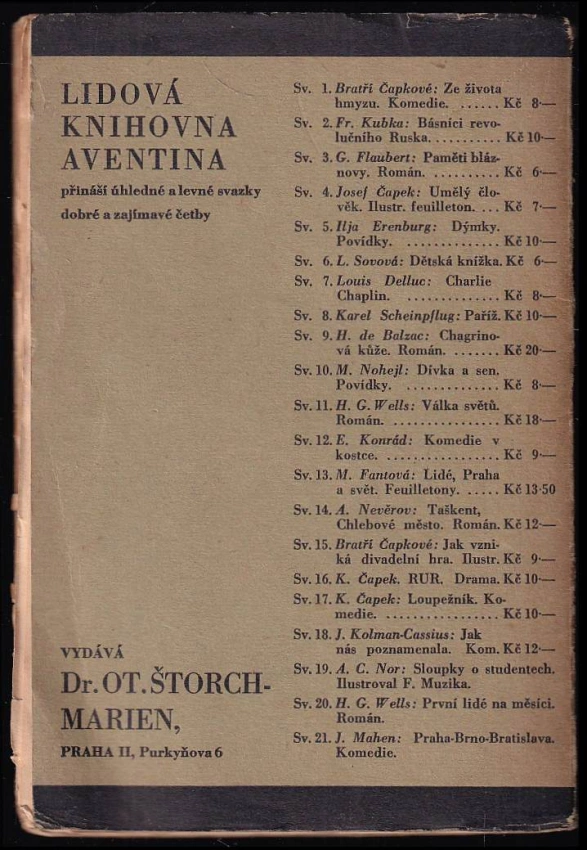 LIDOVÁ
KNIHOVNA
AVENTINA
přináší úhledné a levné svazky
dobré a zajímavé četby
Sv. 1. Bratři Čapkové: Ze života
hmyzu. Komedie. ...... Kč 8·—
Sv. 2. Fr. Kubka: Básníci revo-
lučního Ruska. .......... Kč 10·—
Sv. 3. G. Flaubert: Paměti bláz-
novy. Román. .......... Kč 6·—
Sv. 4. Josef Čapek: Umělý člo-
věk. Ilustr. feuilleton. ... Kč 7·—
Sv. 5. Ilja Erenburg: Dýmky.
Povídky. .............. Kč 10·—
Sv. 6. L. Sovová: Dětská knížka. Kč 6·—
Sv. 7. Louis Delluc: Charlie
Chaplin. .............. Kč 8·—
Sv. 8. Karel Scheinpflug: Paříž. Kč 10·—
Sv. 9. H. de Balzac: Chagrino-
vá kůže. Román. ....... Kč 20·—
Sv. 10. M. Nohejl: Dívka a sen.
Povídky. .............. Kč 8·—
Sv. 11. H. G. Wells: Válka světů.
Román. ................ Kč 18·—
Sv. 12. E. Konrád: Komedie v
kostce. ................. Kč 9·—
Sv. 13. M. Fantová: Lidé, Praha
a svět. Feuilletony. ..... Kč 13·50
Sv. 14. A. Nevěrov: Taškent,
Chlebové město. Román. Kč 12·—
Sv. 15. Bratři Čapkové: Jak vzni-
ká divadelní hra. Ilustr. Kč 9·—
Sv. 16. K. Čapek. RUR. Drama. Kč 10·—
Sv. 17. K. Čapek: Loupežník. Ko-
medie. ................. Kč 10·—
Sv. 18. J. Kolman-Cassius: Jak
nás poznamenala. Kom. Kč 12·—
Sv. 19. A. C. Nor: Sloupky o studentech.
Ilustroval F. Muzika.
Sv. 20. H. G. Wells: První lidé na měsíci.
Román.
Sv. 21. J. Mahen: Praha-Brno-Bratislava.
Komedie.
VYDÁVÁ
Dr. OT. ŠTORCH-
MARIEN,
PRAHA II, Purkyňova 6